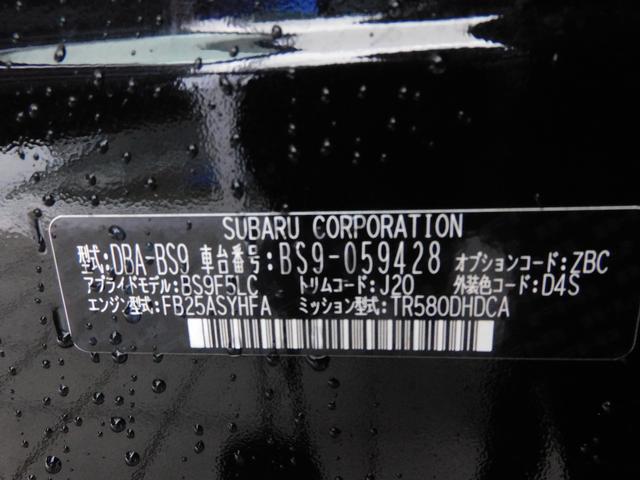 SUBARU CORPORATION
型式:DBA-BS9 車台番号:BS9-059428 オプションコード:ZBC
アプライドモデル:BS9F5LC トリムコード:J20 外装色コード:D4S
エンジン型式:FB25ASYHFA ミッション型式:TR580DHDCA